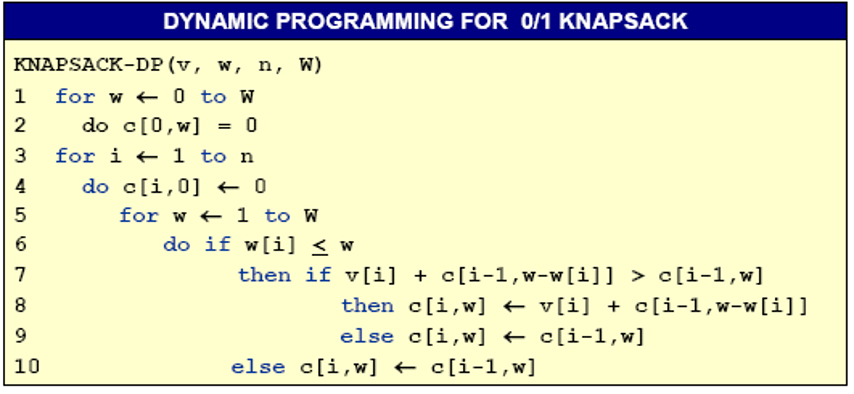 DYNAMIC PROGRAMMING FOR 0/1 KNAPSACK
KNAPSACK-DP(v, w, n, W)
1 for w ← 0 to W
2 do c[0,w] = 0
3 for i ← 1 to n
4 do c[i,0] ← 0
5 for w ← 1 to W
6 do if w[i] ≤ w
7 then if v[i] + c[i-1,w-w[i]] > c[i-1,w]
8 then c[i,w] ← v[i] + c[i-1,w-w[i]]
9 else c[i,w] ← c[i-1,w]
10 else c[i,w] ← c[i-1,w]